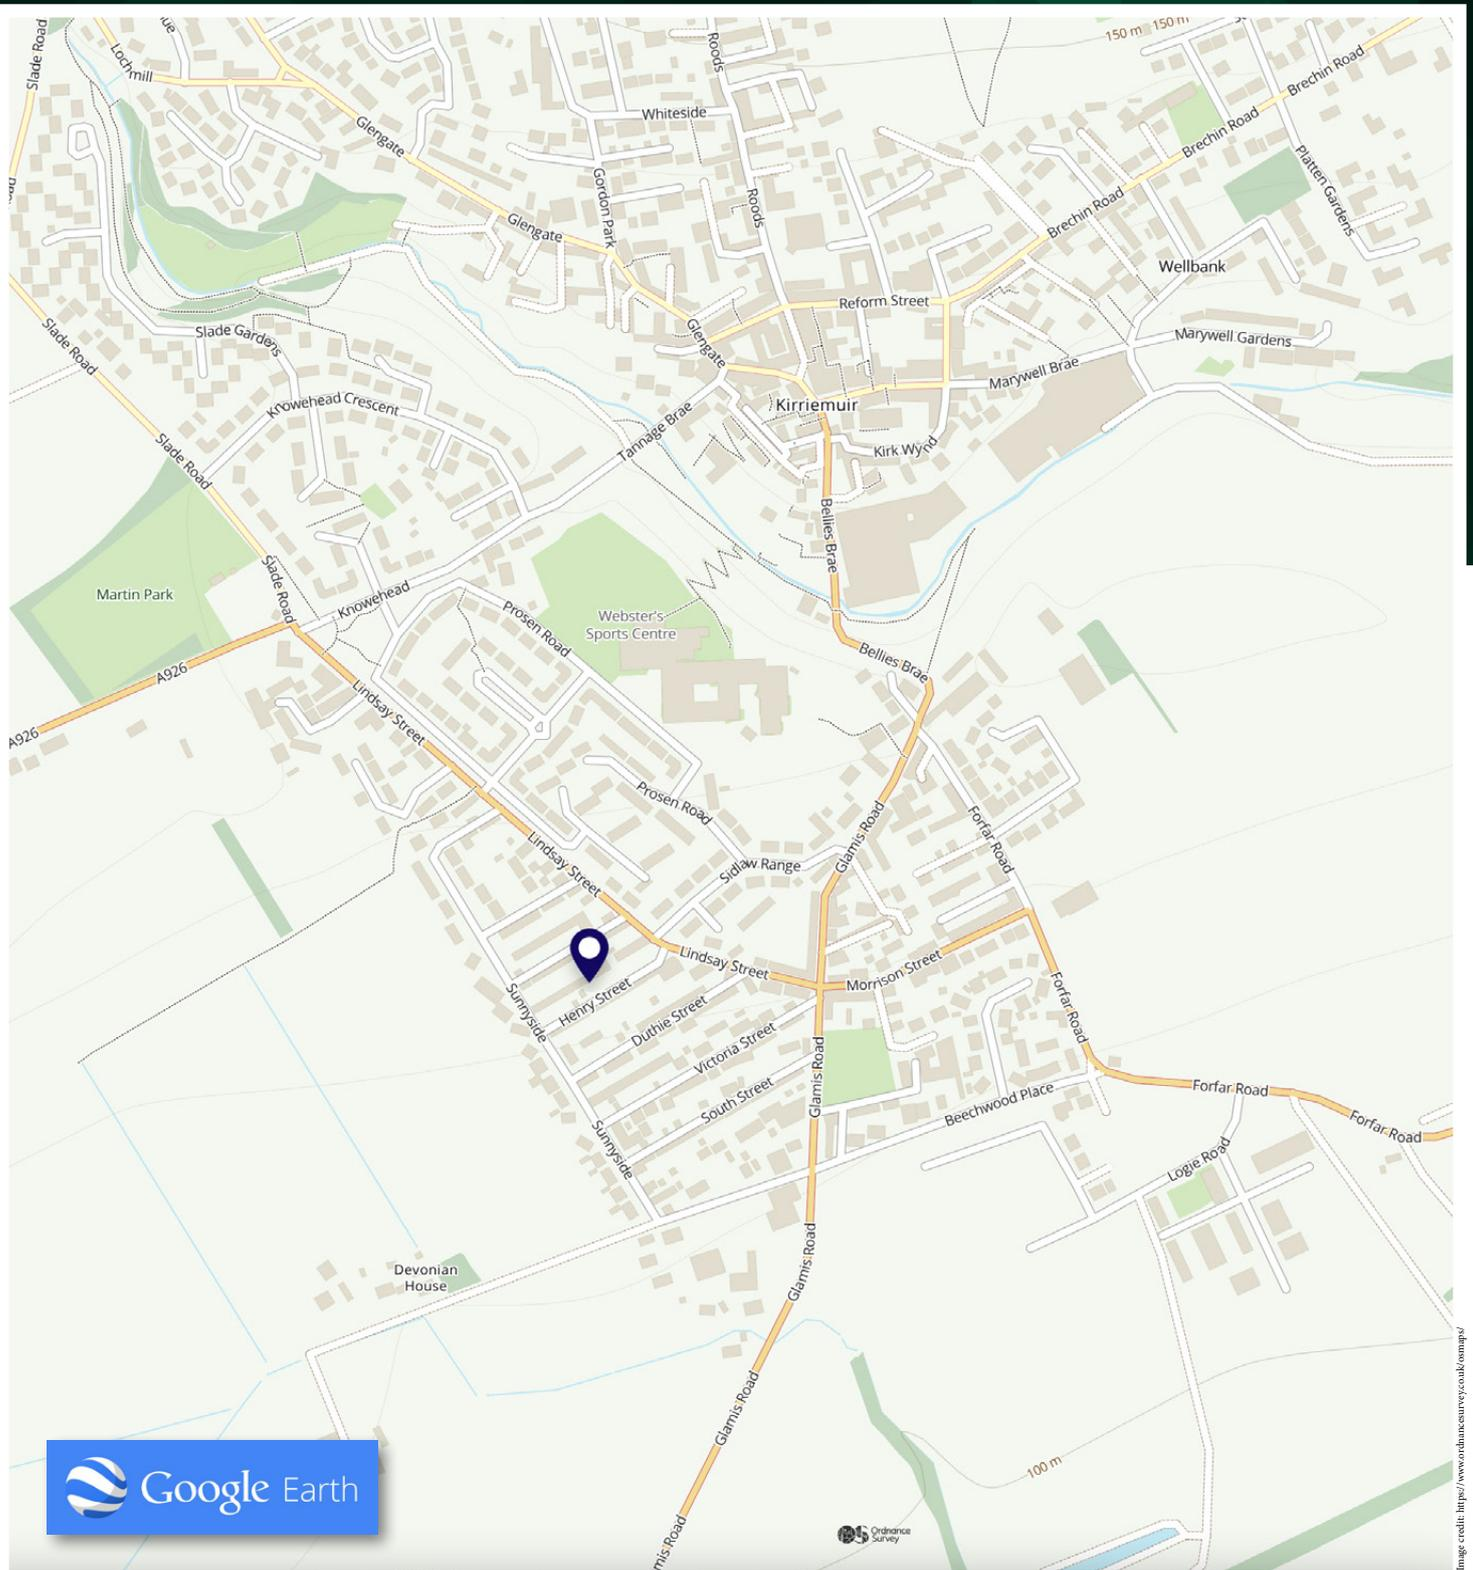 150 m
150 m
Slade Road
Lochmill
Roods
Brechin Road
Whiteside
Glengate
Brechin Road
Platten Gardens
Gordon Park
Roods
Brechin Road
Glengate
Wellbank
Reform Street
Slade Road
Slade Gardens
Glengate
Marywell Gardens
Marywell Brae
Knowehead Crescent
Kirriemuir
Tannage Brae
Slade Road
Kirk Wynd
Bellies Brae
Slade Road
Martin Park
Knowehead
Prosen Road
Webster's
Sports Centre
Bellies Brae
A926
Lindsay Street
A926
Prosen Road
Forfar Road
Glamis Road
Lindsay Street
Sidlaw Range
Lindsay Street
Morrison Street
Sunnyside
Henry Street
Forfar Road
Duthie Street
Victoria Street
Glamis Road
South Street
Forfar Road
Beechwood Place
Forfar Road
Sunnyside
Logie Road
Devonian
House
Glamis Road
Glamis Road
100 m
Google Earth
Ordnance
Survey
mis Road
Image credit: https://www.ordnancesurvey.co.uk/osmaps/